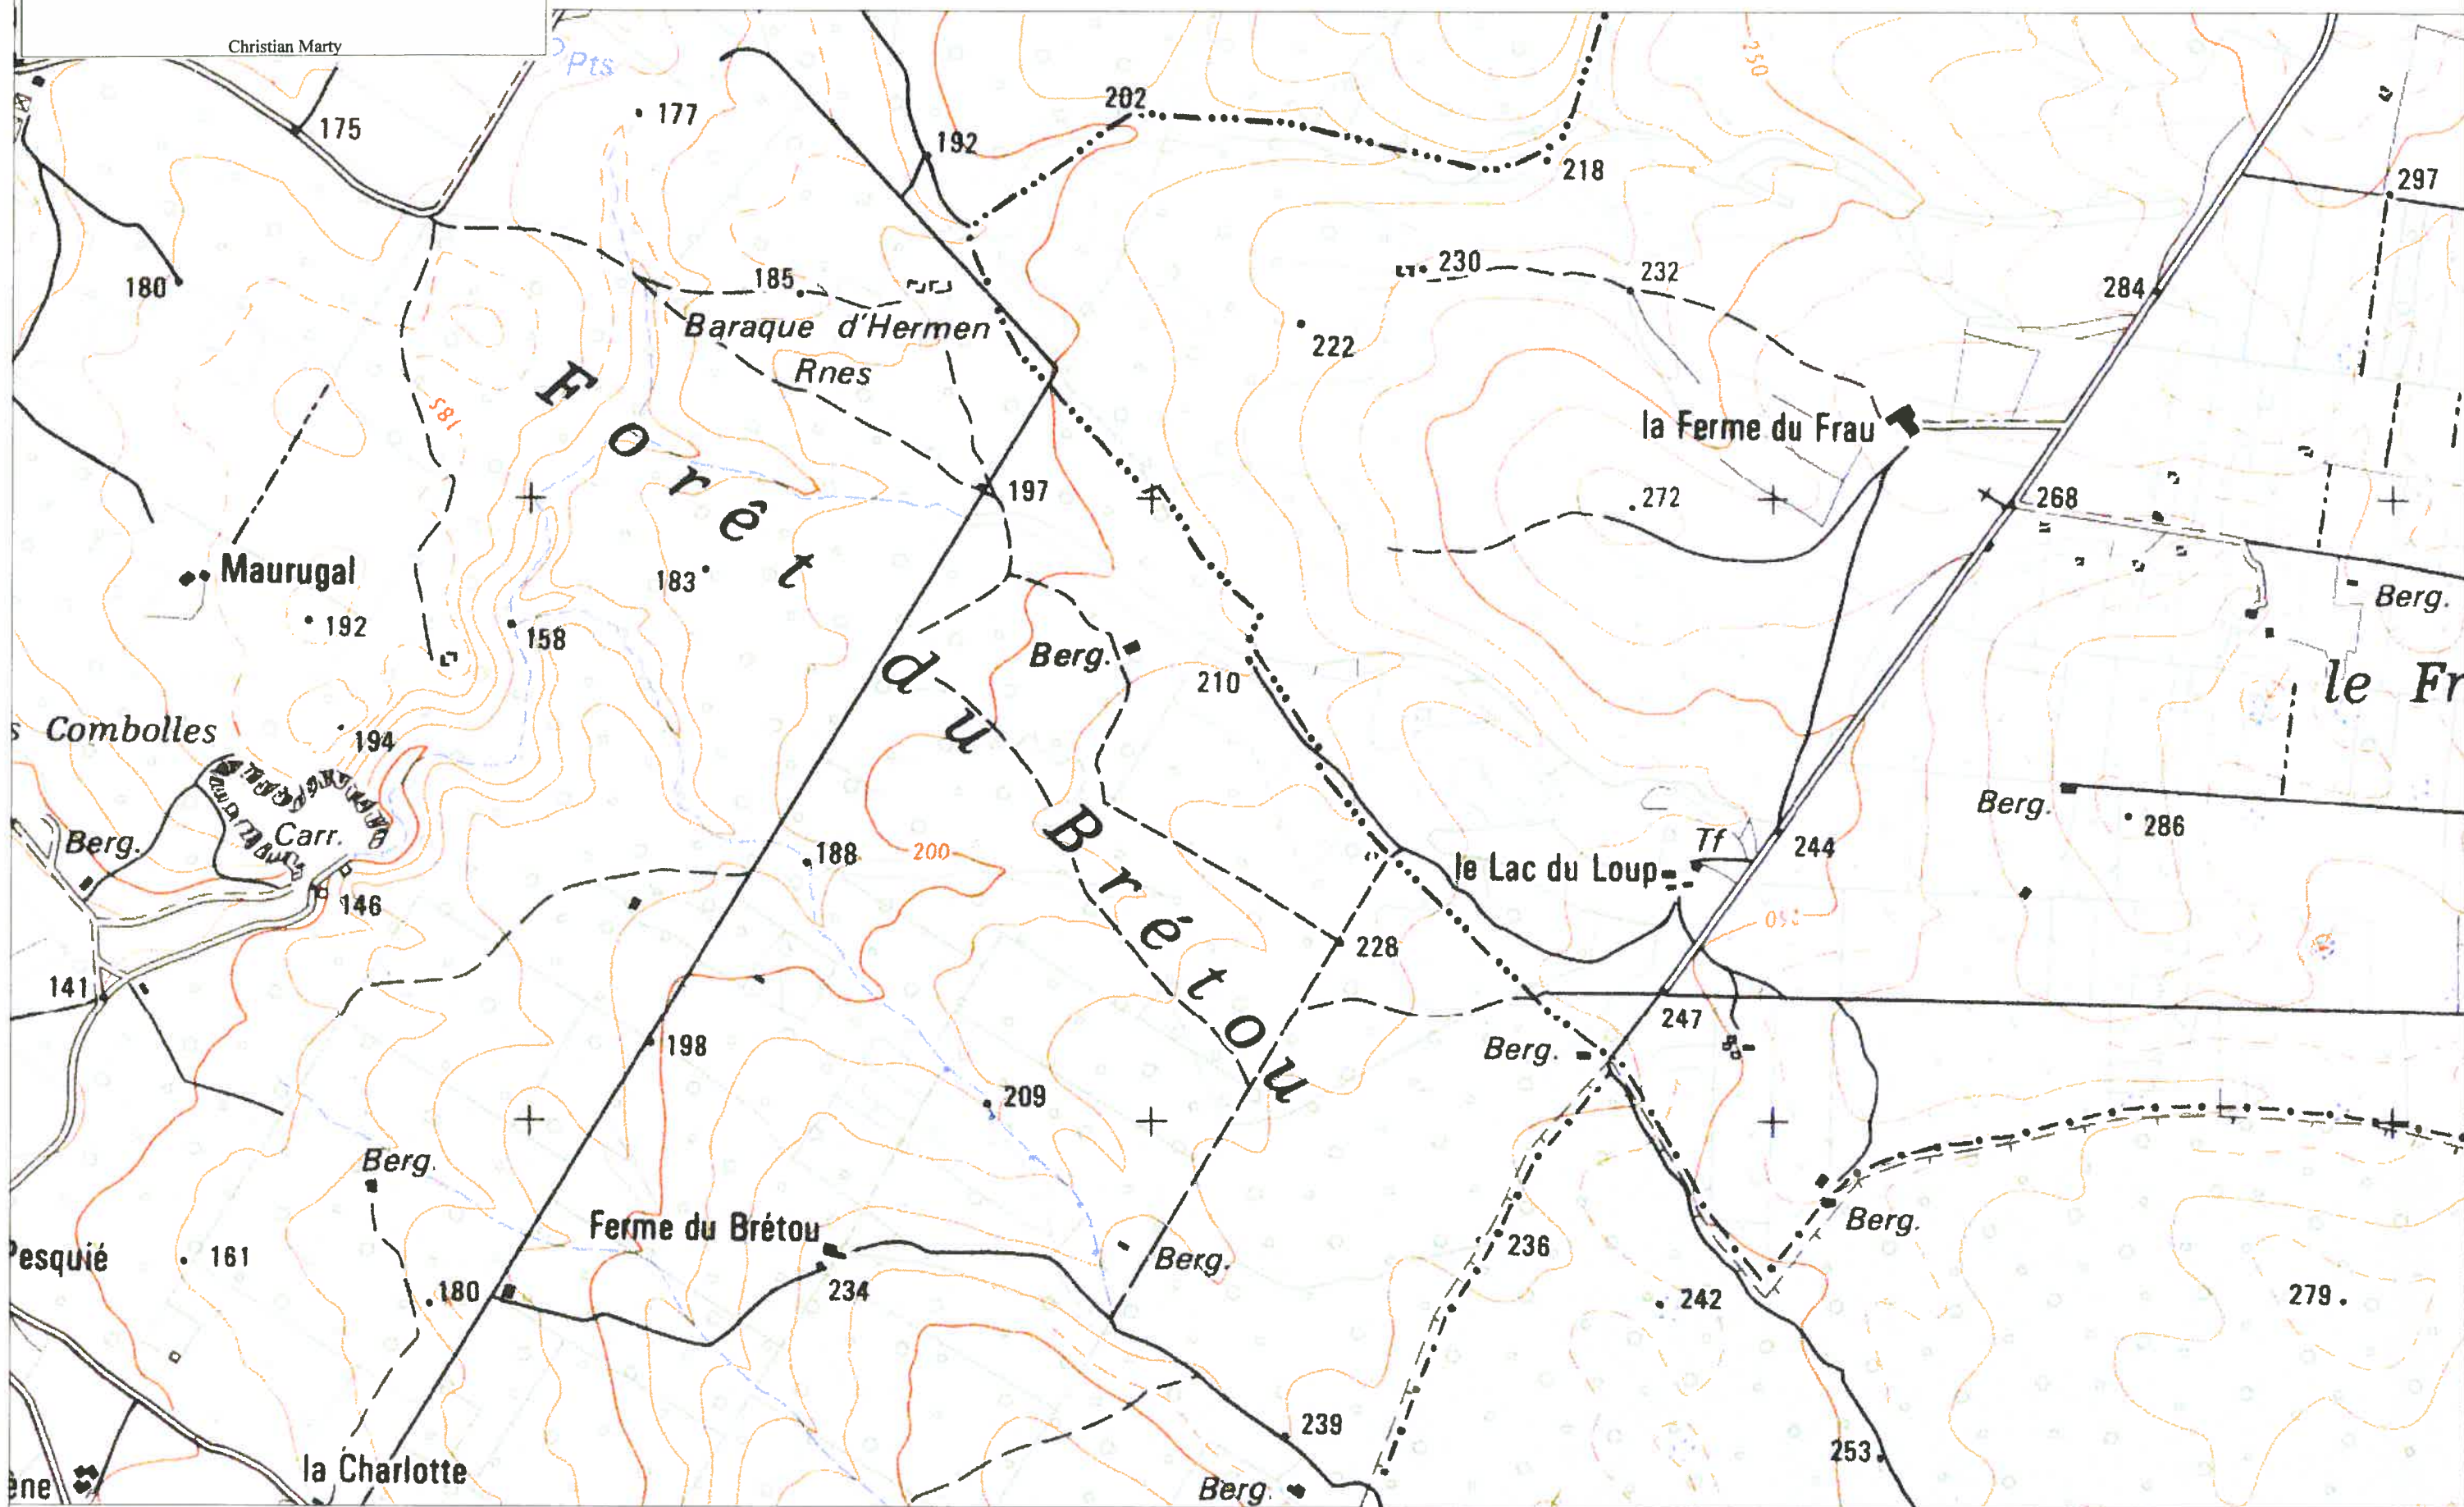 Christian Marty
Pts
250
177
175
202
192
218
297
180
185
230
232
284
Baraque d'Hermen
Rnes
222
185
la Ferme du Frau
Forêt du Brétou
197
272
268
Maurugal
192
183
158
Berg.
Berg.
210
le Fr
s Combolles
194
Berg.
286
Carr.
Berg.
188
200
Tf
244
le Lac du Loup
146
228
141
198
247
Berg.
209
Berg.
Ferme du Brétou
Berg.
236
Berg.
Pesquié
161
180
234
242
279
239
253
la Charlotte
ène
Berg.